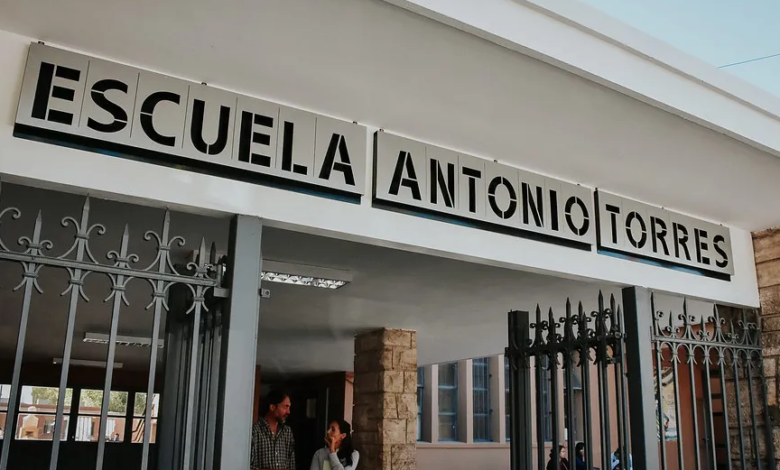 ESCUELA ANTONIO TORRES